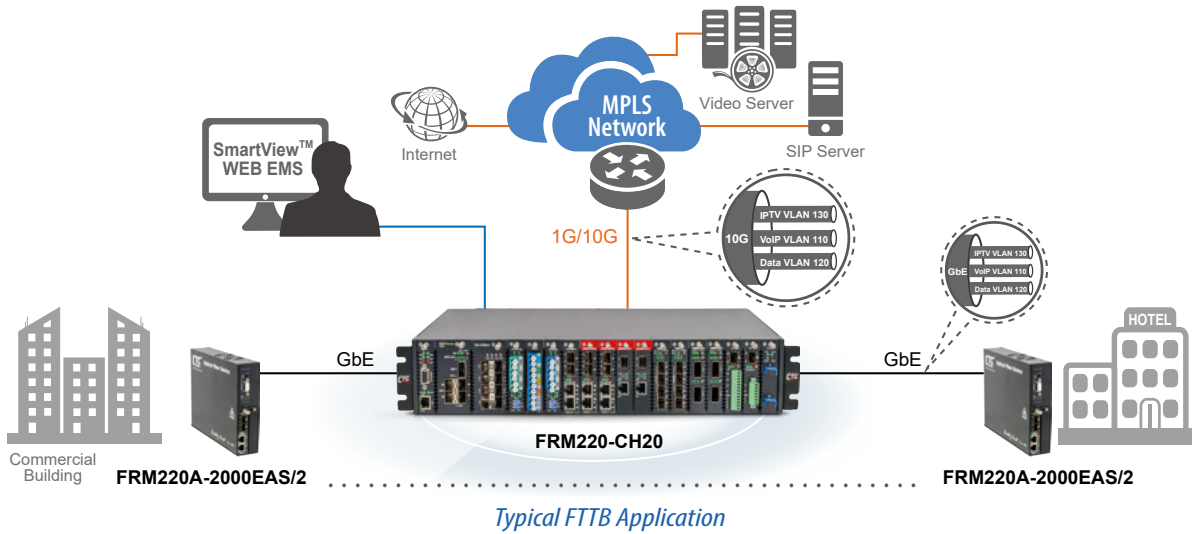 Video Server
MPLS
Network
Internet
SIP Server
SmartView™
WEB EMS
1G/10G
10G
IPTV VLAN 130
VoIP VLAN 110
Data VLAN 120
GbE
IPTV VLAN 130
VoIP VLAN 110
Data VLAN 120
HOTEL
GbE
GbE
CTC
CTC
FRM220-CH20
Commercial
Building
FRM220A-2000EAS/2
FRM220A-2000EAS/2
Typical FTTB Application